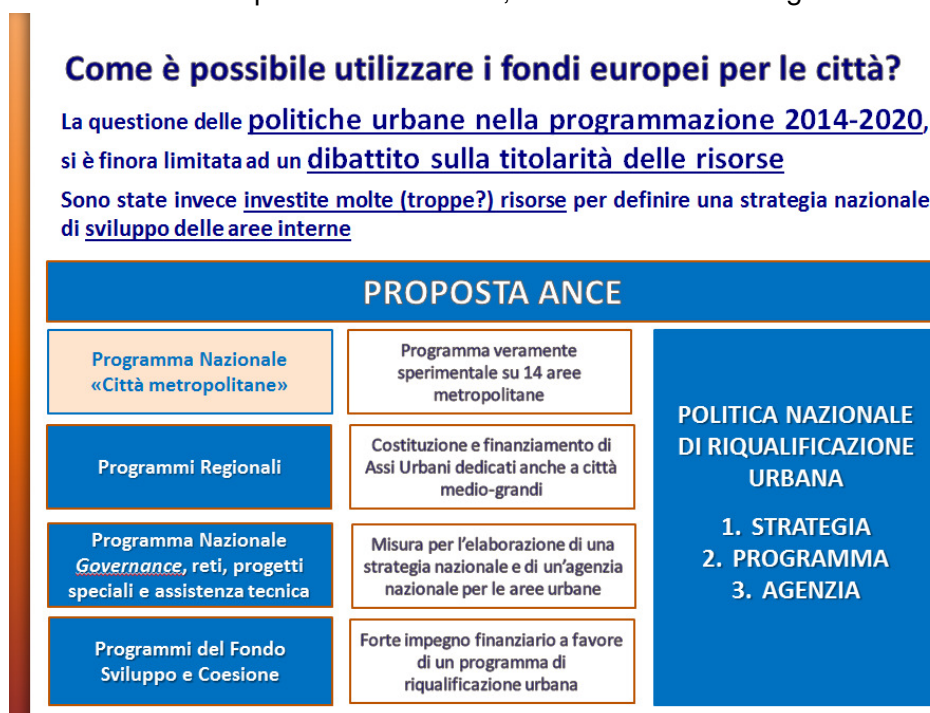 Come è possibile utilizzare i fondi europei per le città?
La questione delle politiche urbane nella programmazione 2014-2020,
si è finora limitata ad un dibattito sulla titolarità delle risorse
Sono state invece investite molte (troppe?) risorse per definire una strategia nazionale
di sviluppo delle aree interne
PROPOSTA ANCE
Programma Nazionale
«Città metropolitane»
Programma veramente
sperimentale su 14 aree
metropolitane
Programmi Regionali
Costituzione e finanziamento di
Assi Urbani dedicati anche a città
medio-grandi
Programma Nazionale
Governance, reti, progetti
speciali e assistenza tecnica
Misura per l'elaborazione di una
strategia nazionale e di un'agenzia
nazionale per le aree urbane
Programmi del Fondo
Sviluppo e Coesione
Forte impegno finanziario a favore
di un programma di
riqualificazione urbana
POLITICA NAZIONALE
DI RIQUALIFICAZIONE
URBANA
1. STRATEGIA
2. PROGRAMMA
3. AGENZIA